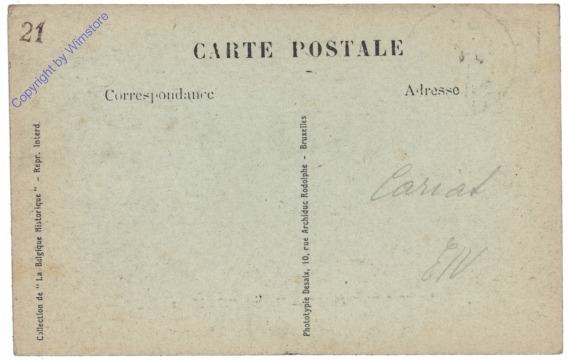 21
Copyright by Wimstore
CARTE POSTALE
Correspondance
Adresse
Collection de " La Belgique Historique " - Repr. Interd.
Phototypie Desaix, 10, rue Archiduc Rodolphe - Bruxelles